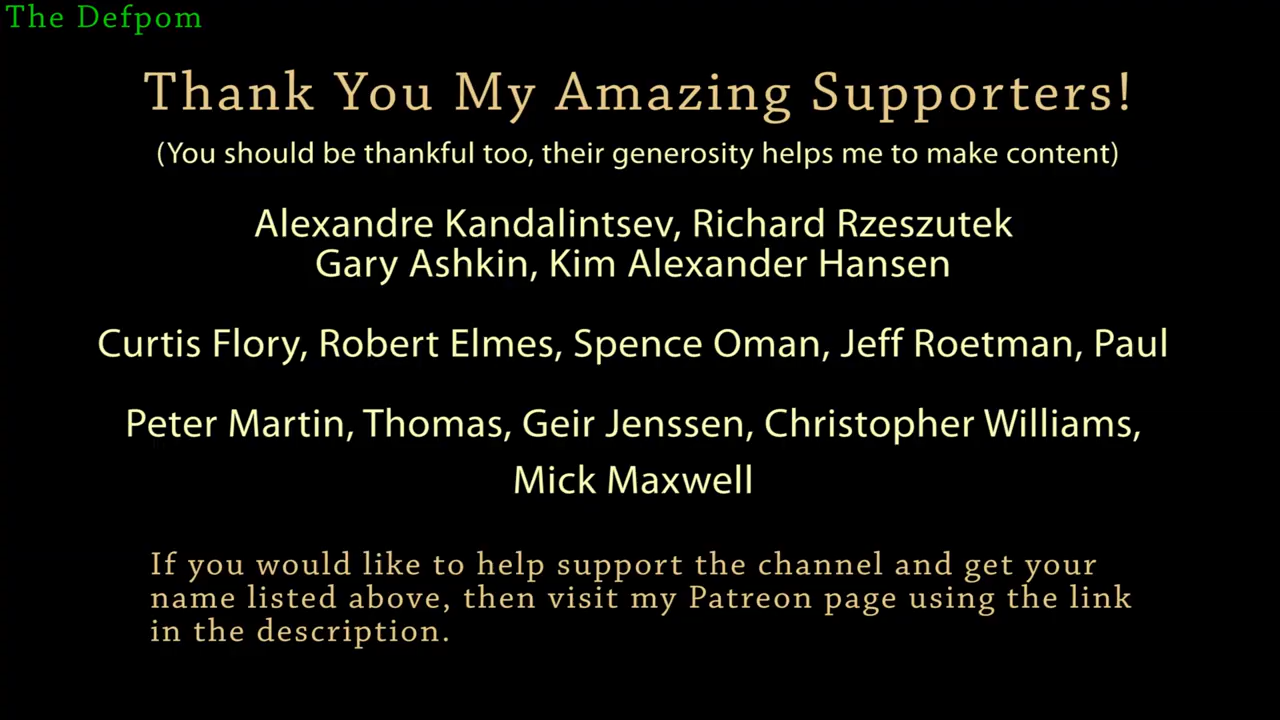 The Defpom
Thank You My Amazing Supporters!
(You should be thankful too, their generosity helps me to make content)
Alexandre Kandalintsev, Richard Rzeszutek
Gary Ashkin, Kim Alexander Hansen
Curtis Flory, Robert Elmes, Spence Oman, Jeff Roetman, Paul
Peter Martin, Thomas, Geir Jenssen, Christopher Williams,
Mick Maxwell
If you would like to help support the channel and get your
name listed above, then visit my Patreon page using the link
in the description.